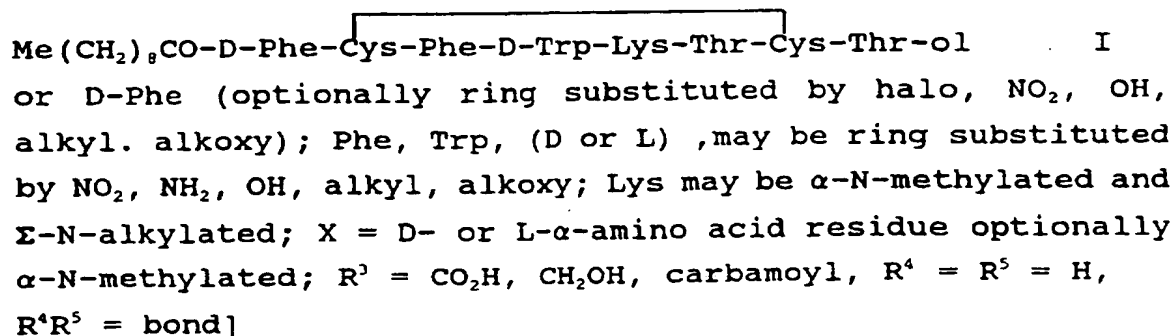 Me(CH₂)₈CO-D-Phe-Cys-Phe-D-Trp-Lys-Thr-Cys-Thr-ol I
or D-Phe (optionally ring substituted by halo, NO₂, OH,
alkyl. alkoxy); Phe, Trp, (D or L) ,may be ring substituted
by NO₂, NH₂, OH, alkyl, alkoxy; Lys may be α-N-methylated and
Σ-N-alkylated; X = D- or L-α-amino acid residue optionally
α-N-methylated; R³ = CO₂H, CH₂OH, carbamoyl, R⁴ = R⁵ = H,
R⁴R⁵ = bond]